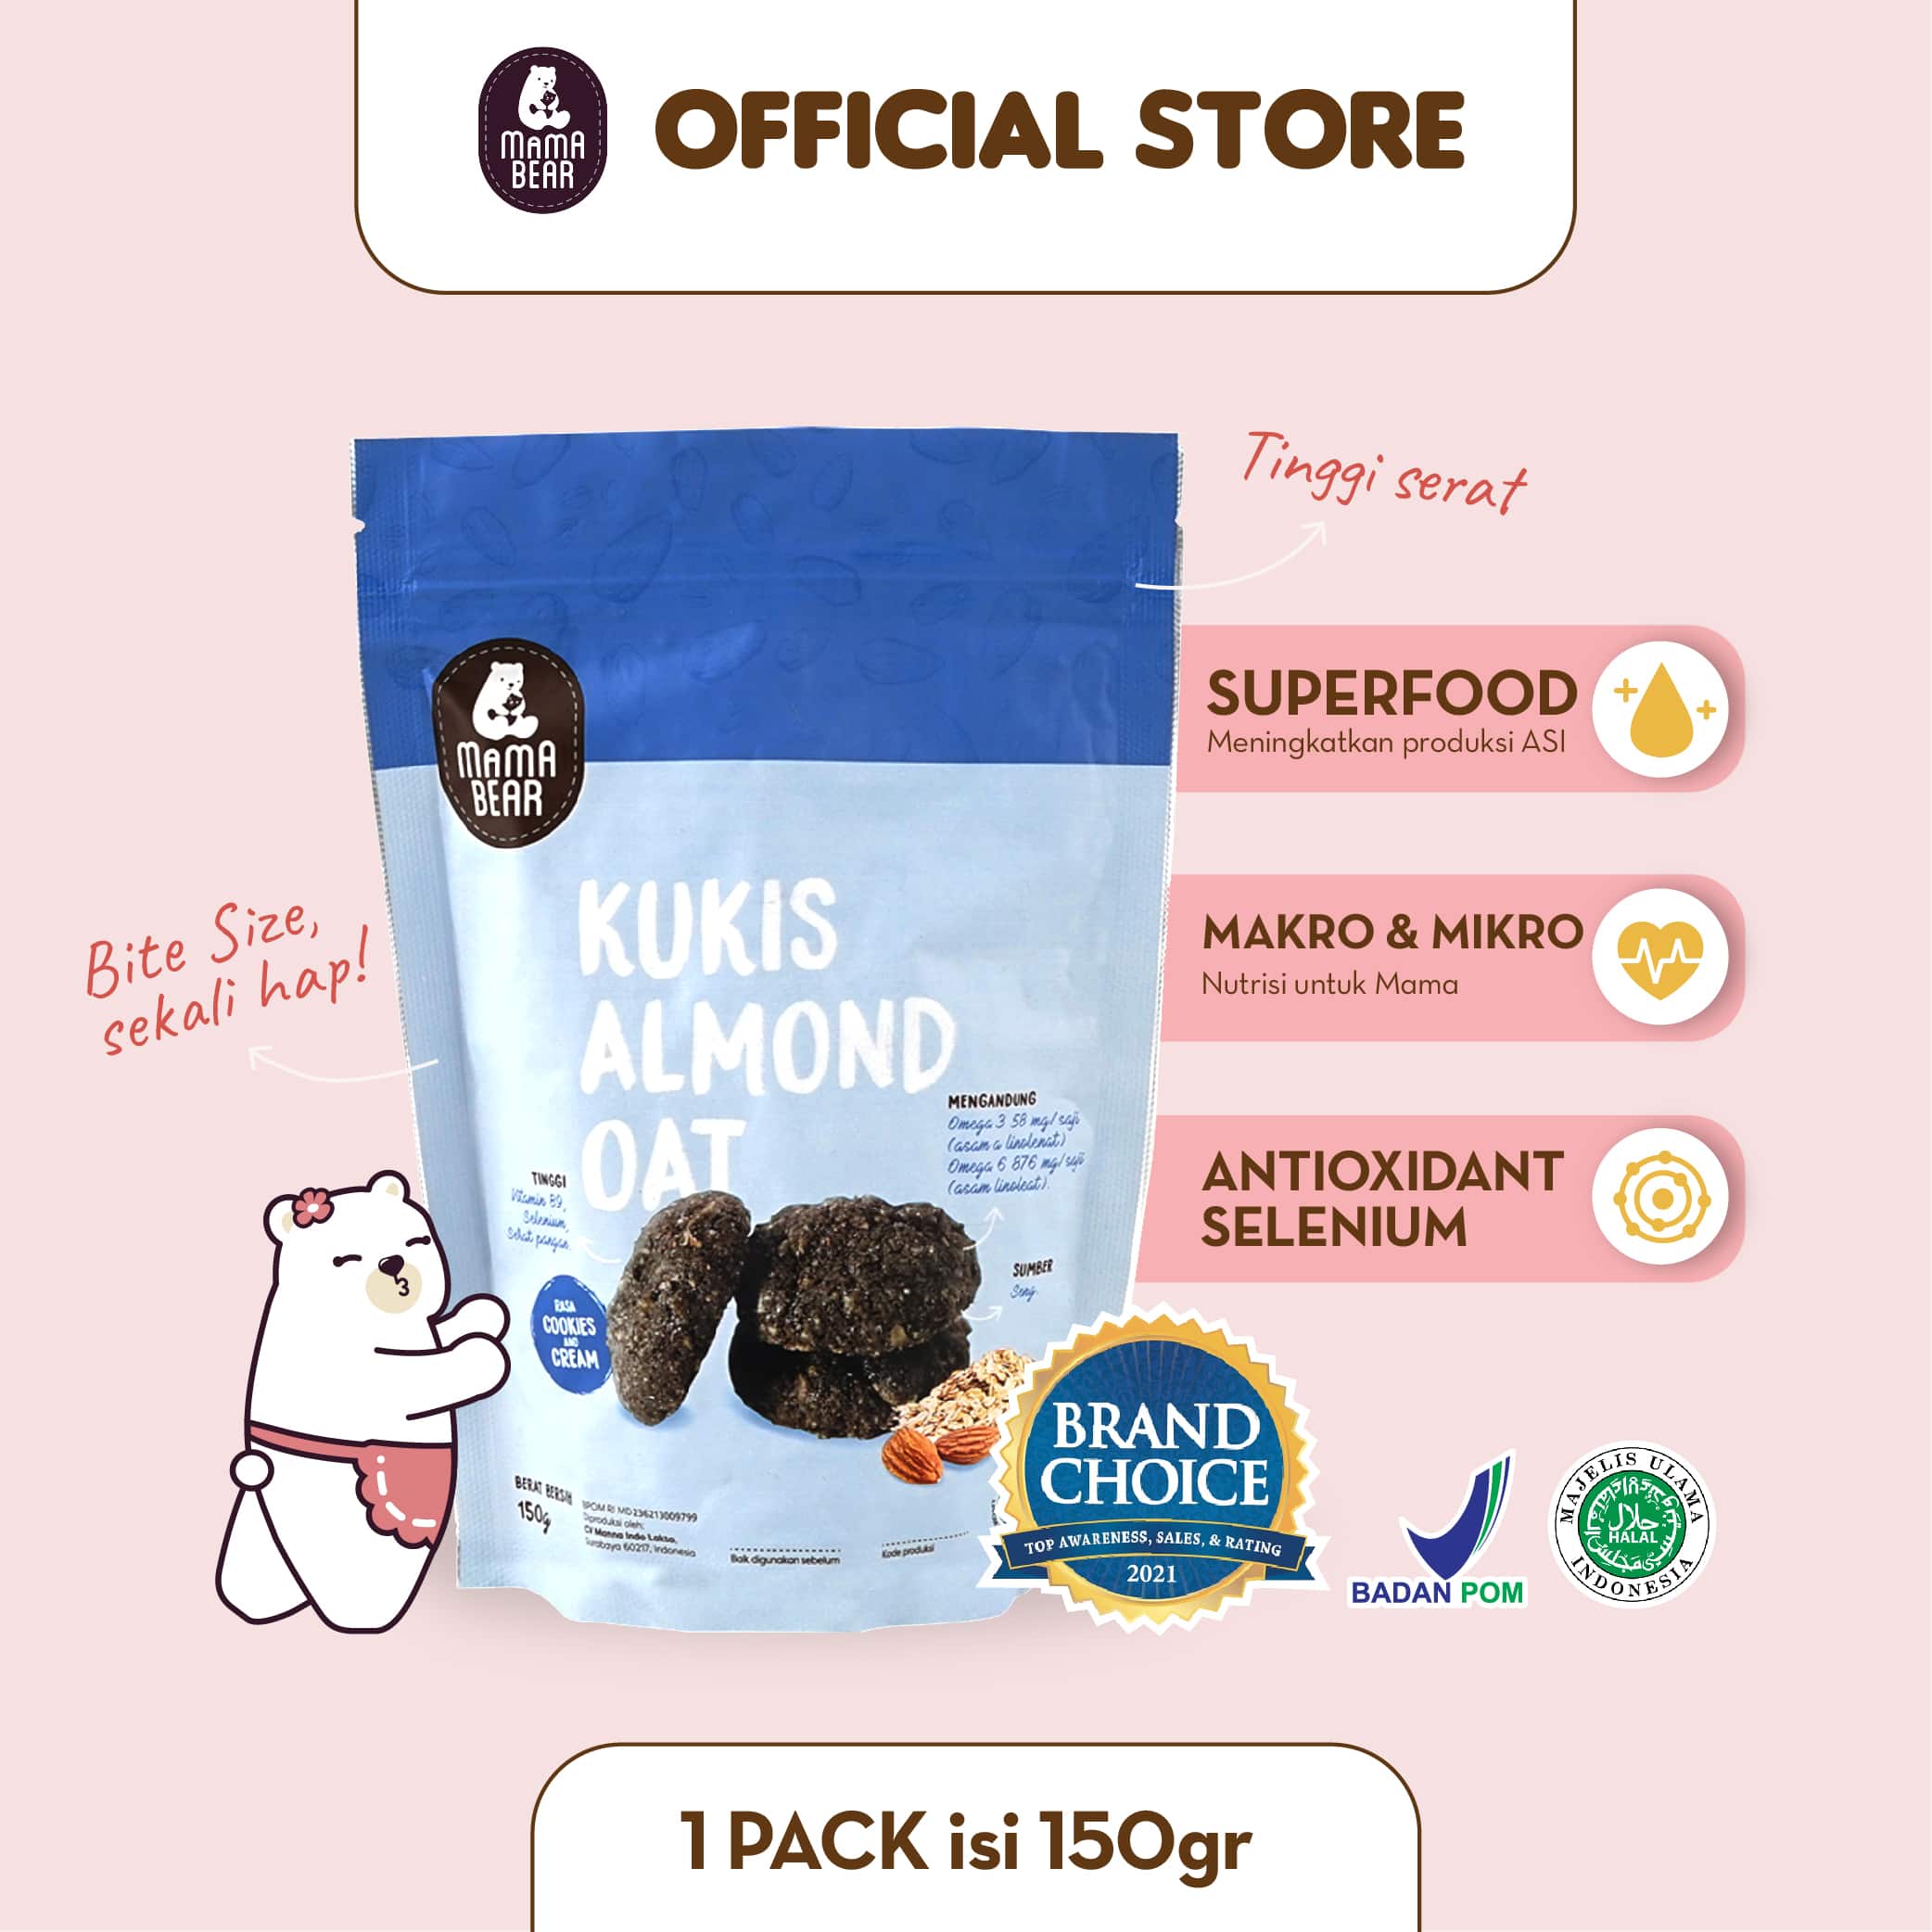 MAMA
BEAR
OFFICIAL STORE
Tinggi serat
SUPERFOOD
Meningkatkan produksi ASI
MAKRO & MIKRO
Nutrisi untuk Mama
ANTIOXIDANT
SELENIUM
Bite Size,
sekali hap!
MAMA
BEAR
KUKIS
ALMOND
OAT
MENGANDUNG
Omega 3 58 mg/saji
(asam α linolenat)
Omega 6 876 mg/saji
(asam linoleat).
TINGGI
Vitamin B9,
Selenium,
Serat pangan.
SUMBER
Seng.
RASA
COOKIES
AND
CREAM
BERAT BERSIH
150g
BPOM RI MD236213009799
Diproduksi oleh:
CV Manna Indo Laksa,
Surabaya 60217, Indonesia
Baik digunakan sebelum
Kode produksi
BRAND
CHOICE
TOP AWARENESS, SALES, & RATING
2021
BADAN POM
MAJELIS ULAMA
حلال
HALAL
INDONESIA
1 PACK isi 150gr